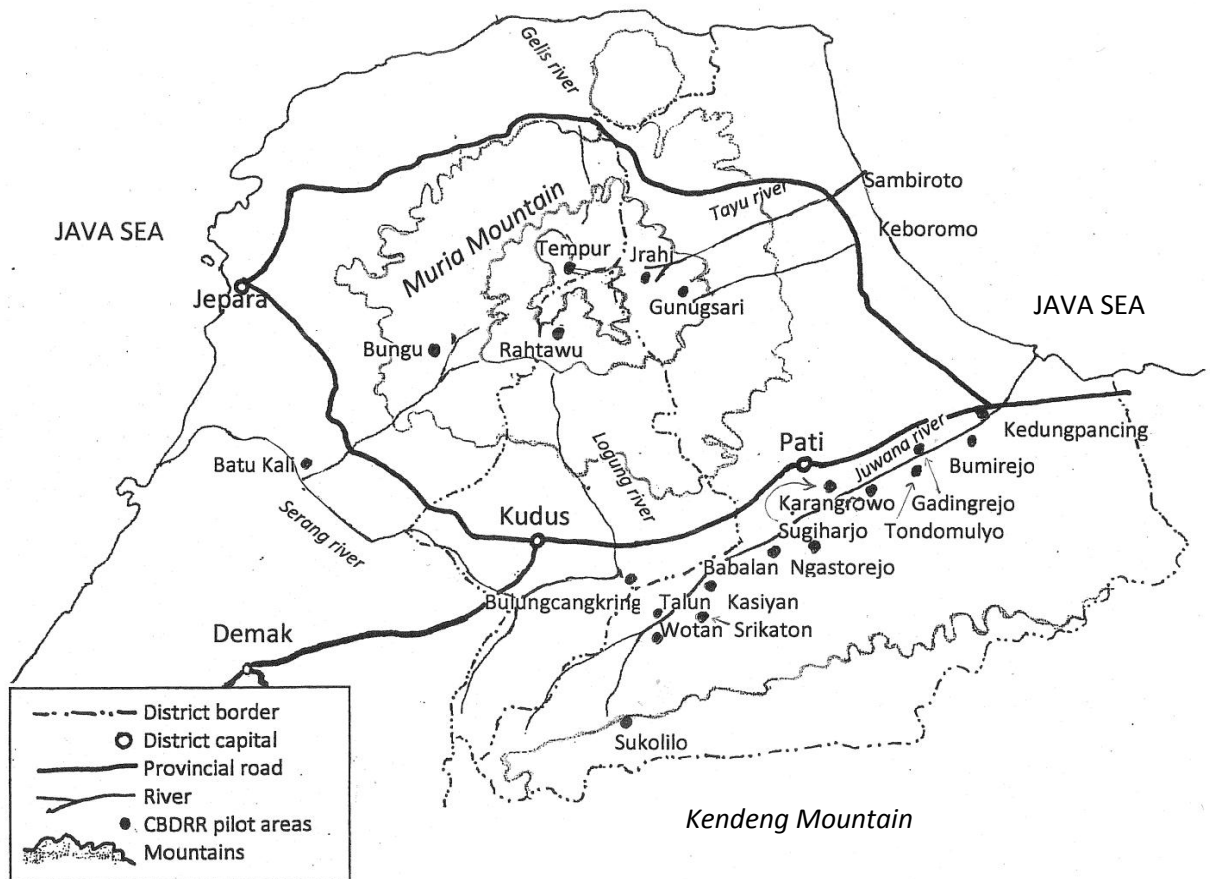 Gelis river
Sambiroto
Tayu river
JAVA SEA
Muria Mountain
Keboromo
Tempur
Jrahi
Jepara
Gunugsari
JAVA SEA
Bungu
Rahtawu
Kedungpancing
Logung river
Pati
Juwana river
Bumirejo
Batu Kali
Karangrowo Gadingrejo
Serang river
Kudus
Sugiharjo Tondomulyo
Babalan Ngastorejo
Bulungcangkring Talun Kasiyan
Demak
Wotan Srikaton
District border
District capital
Sukolilo
Provincial road
River
CBDRR pilot areas
Kendeng Mountain
Mountains